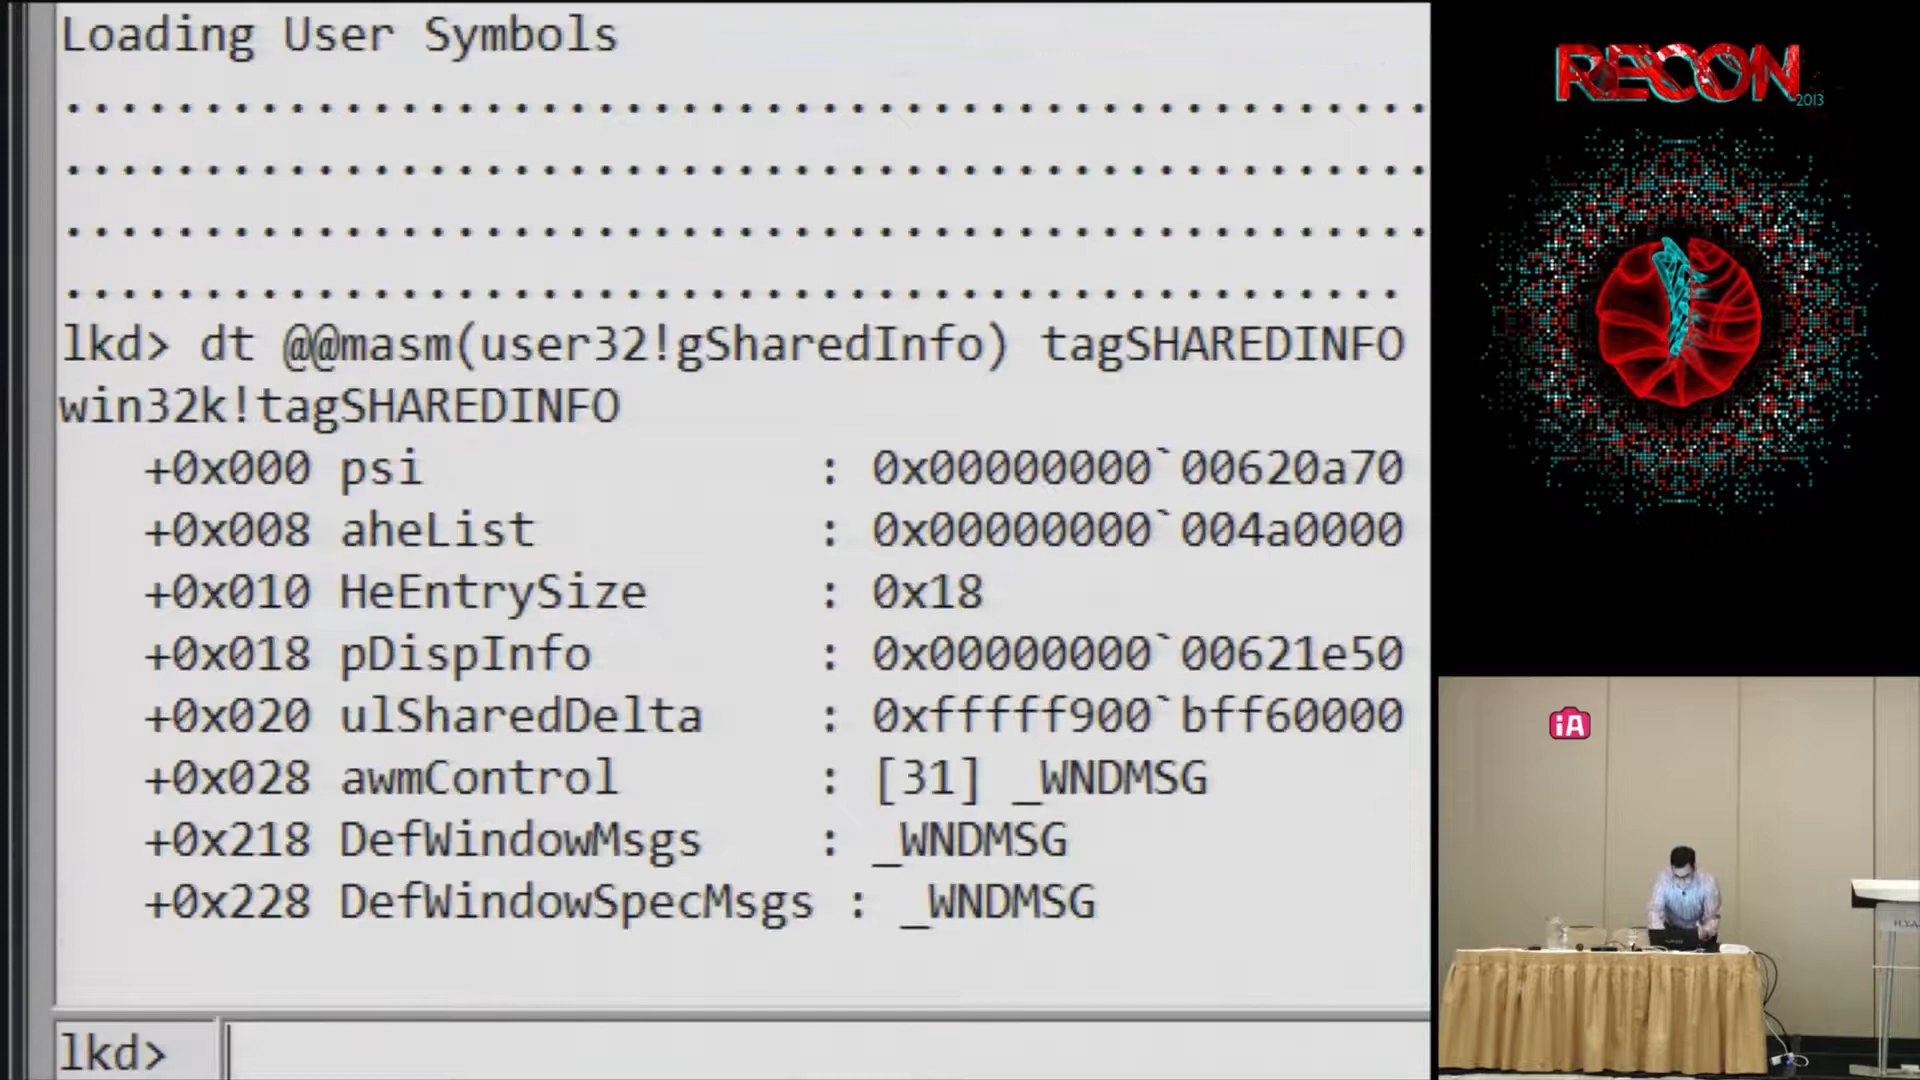 Loading User Symbols
................................................
................................................
................................................
................................................
lkd> dt @@masm(user32!gSharedInfo) tagSHAREDINFO
win32k!tagSHAREDINFO
+0x000 psi : 0x00000000`00620a70
+0x008 aheList : 0x00000000`004a0000
+0x010 HeEntrySize : 0x18
+0x018 pDispInfo : 0x00000000`00621e50
+0x020 ulSharedDelta : 0xfffff900`bff60000
+0x028 awmControl : [31] _WNDMSG
+0x218 DefWindowMsgs : _WNDMSG
+0x228 DefWindowSpecMsgs : _WNDMSG
lkd>
RECON
2013
iA